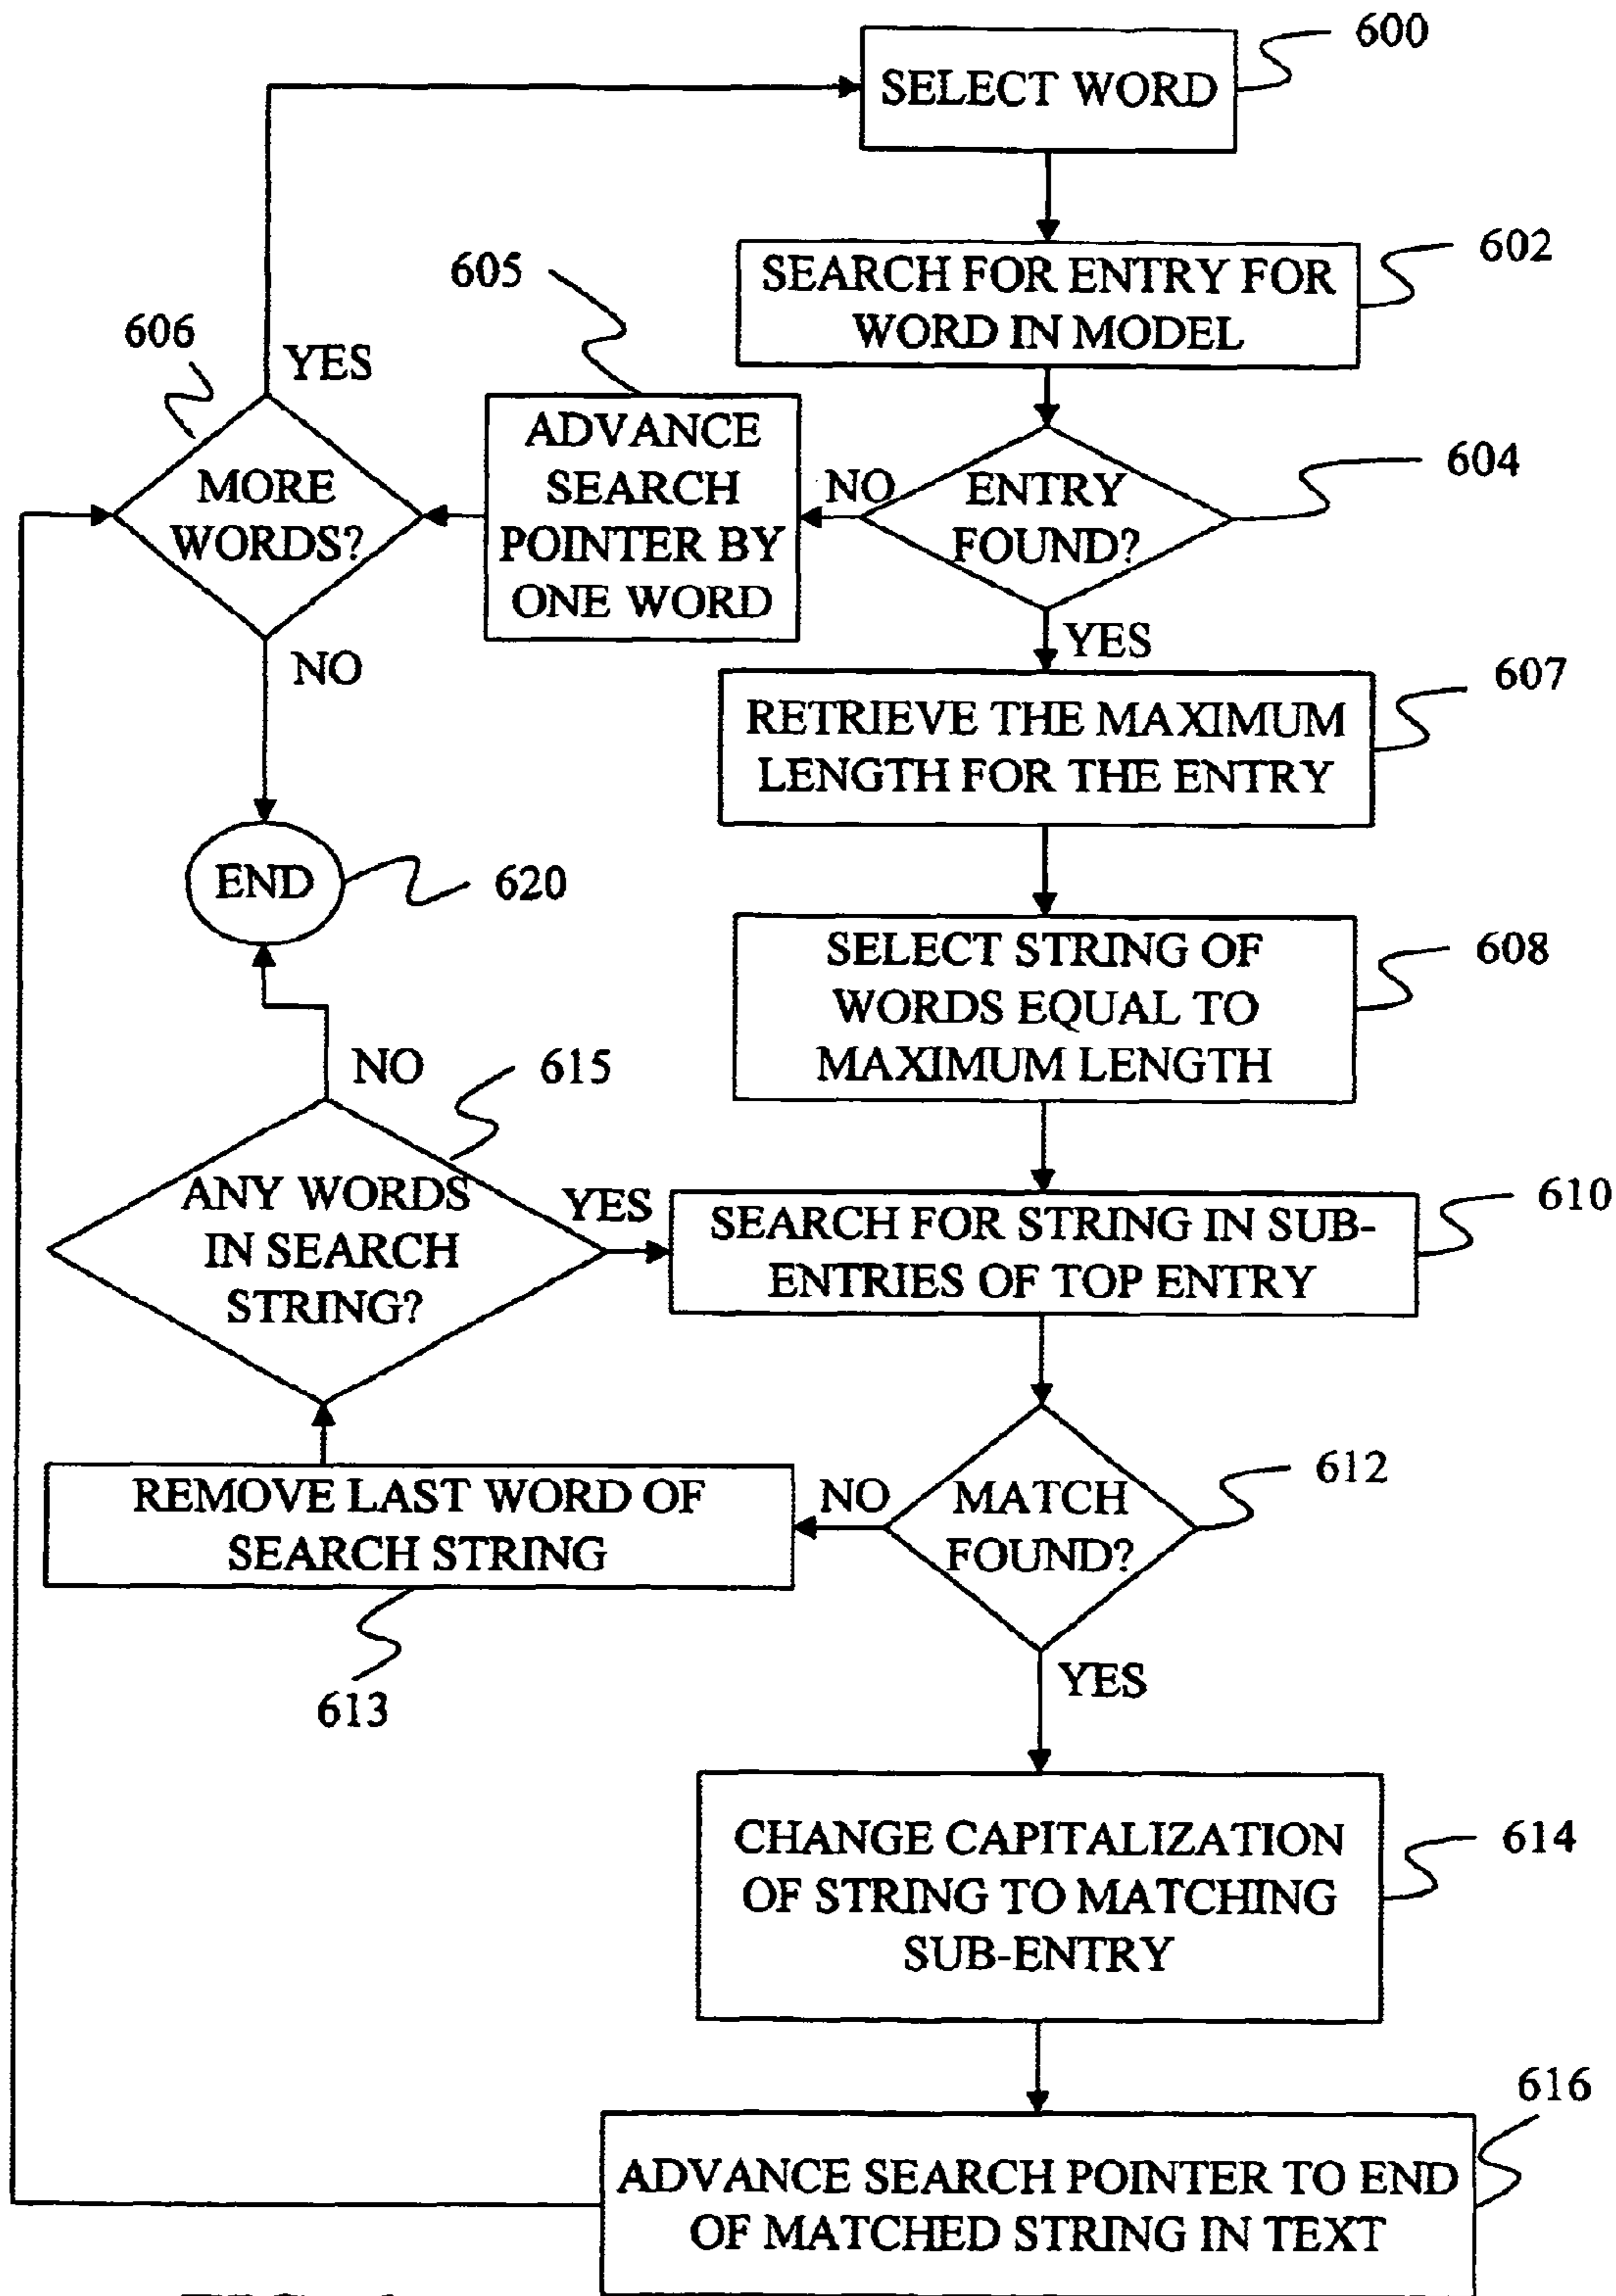 600
SELECT WORD
602
SEARCH FOR ENTRY FOR
WORD IN MODEL
605
606
YES
ADVANCE
SEARCH
POINTER BY
ONE WORD
NO
ENTRY
FOUND?
604
MORE
WORDS?
NO
YES
607
RETRIEVE THE MAXIMUM
LENGTH FOR THE ENTRY
END
620
608
SELECT STRING OF
WORDS EQUAL TO
MAXIMUM LENGTH
NO
615
ANY WORDS
IN SEARCH
STRING?
YES
610
SEARCH FOR STRING IN SUB-
ENTRIES OF TOP ENTRY
612
MATCH
FOUND?
NO
REMOVE LAST WORD OF
SEARCH STRING
613
YES
614
CHANGE CAPITALIZATION
OF STRING TO MATCHING
SUB-ENTRY
616
ADVANCE SEARCH POINTER TO END
OF MATCHED STRING IN TEXT